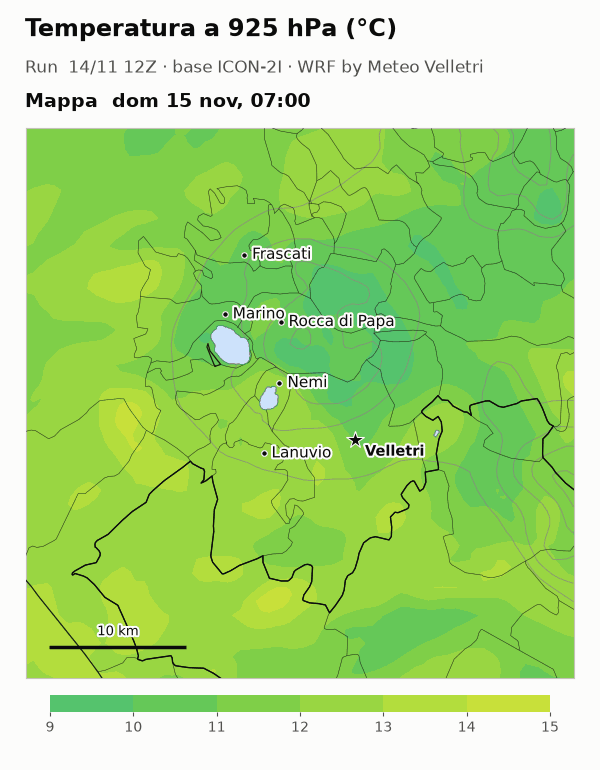 Temperatura a 925 hPa (°C)
Run  14/11 12Z · base ICON-2I · WRF by Meteo Velletri
Mappa  dom 15 nov, 07:00
Frascati
Marino
Rocca di Papa
Nemi
Velletri
Lanuvio
10 km
9 10 11 12 13 14 15